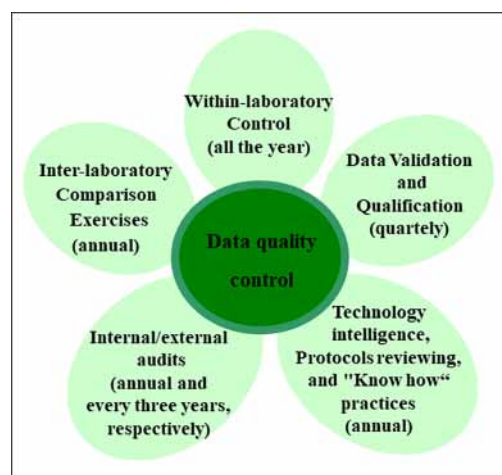 Within-laboratory
Control
(all the year)
Data Validation
and
Qualification
(quartely)
Technology
intelligence,
Protocols reviewing,
and "Know how“
practices
(annual)
Internal/external
audits
(annual and
every three years,
respectively)
Inter-laboratory
Comparison
Exercises
(annual)
Data quality
control